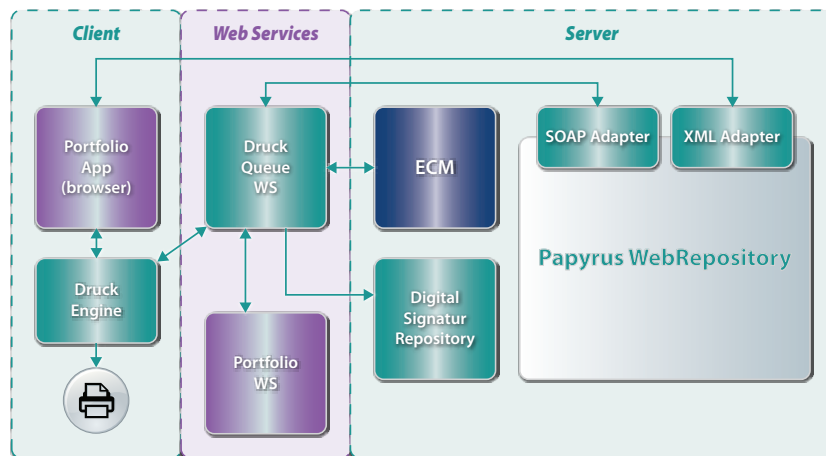 Client
Web Services
Server
Portfolio
App
(browser)
Druck
Queue
WS
ECM
SOAP Adapter
XML Adapter
Papyrus WebRepository
Druck
Engine
Digital
Signatur
Repository
Portfolio
WS